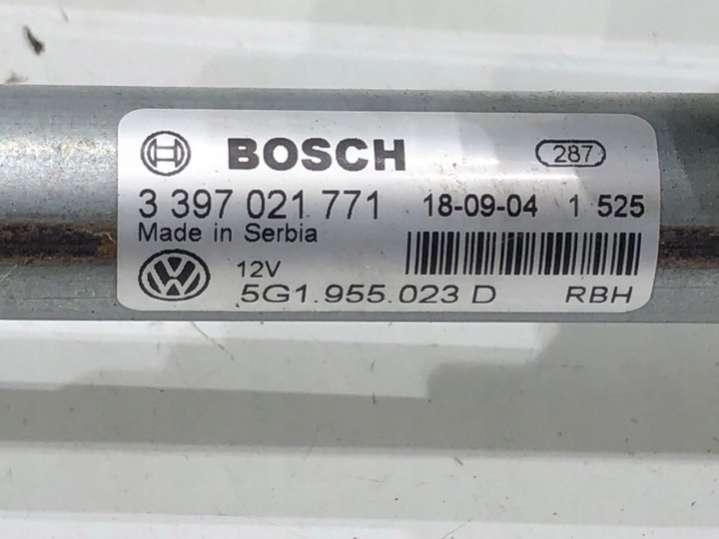 BOSCH 287
3 397 021 771 18-09-04 1 525
Made in Serbia
12V
5G1.955.023 D RBH